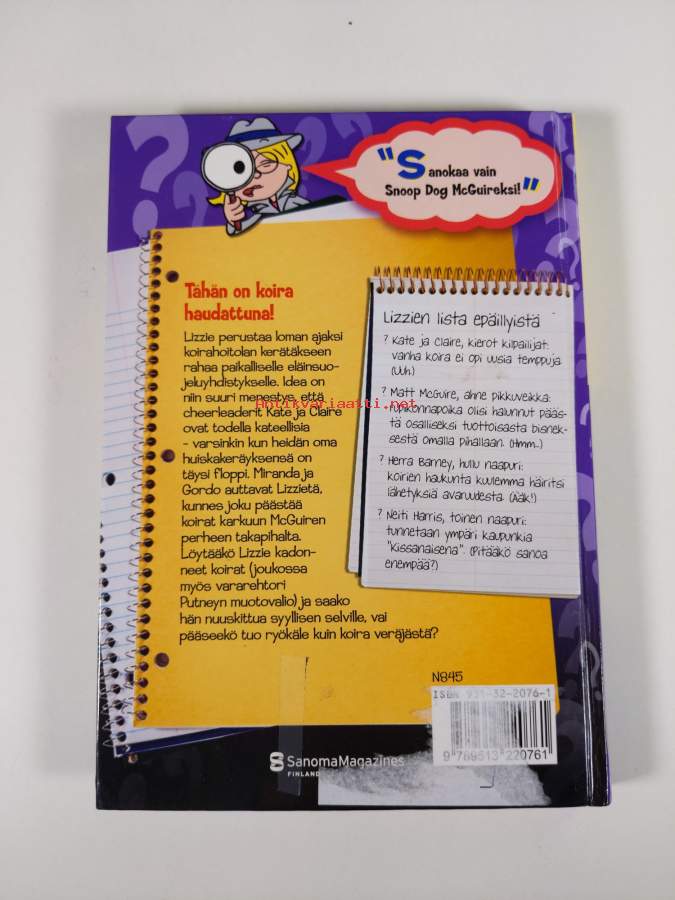 "Sanokaa vain
Snoop Dog McGuireksi!"
Tähän on koira
haudattuna!
Lizzie perustaa loman ajaksi
koirahoitolan kerätäkseen
rahaa paikalliselle eläinsuo-
jeluyhdistykselle. Idea on
niin suuri menestys, että
cheerleaderit Kate ja Claire
ovat todella kateellisia
- varsinkin kun heidän oma
huiskakeräyksensä on
täysi floppi. Miranda ja
Gordo auttavat Lizzietä,
kunnes joku päästää
koirat karkuun McGuiren
perheen takapihalta.
Löytääkö Lizzie kadon-
neet koirat (joukossa
myös vararehtori
Putneyn muotovalio) ja saako
hän nuuskittua syyllisen selville, vai
pääseekö tuo ryökäle kuin koira veräjästä?
Lizzien lista epäillyistä
? Kate ja Claire, kierot kilpailijat:
vanha koira ei opi uusia temppuja.
(Uuh.)
? Matt McGuire, ahne pikkuveikka:
rupikonnapoika olisi halunnut pääs-
tä osalliseksi tuottoisasta bisnek-
sestä omalla pihallaan. (Hmm...)
? Herra Barney, hullu naapuri:
koirien haukunta kuulemma häiritsi
lähetyksiä avaruudesta. (Ääk!)
? Neiti Harris, toinen naapuri:
tunnetaan ympäri kaupunkia
"Kissanaisena". (Pitääkö sanoa
enempää?)
Antikvariaatti.net
N845
ISBN 951-32-2076-1
9 789513 220761
SanomaMagazines
FINLAND